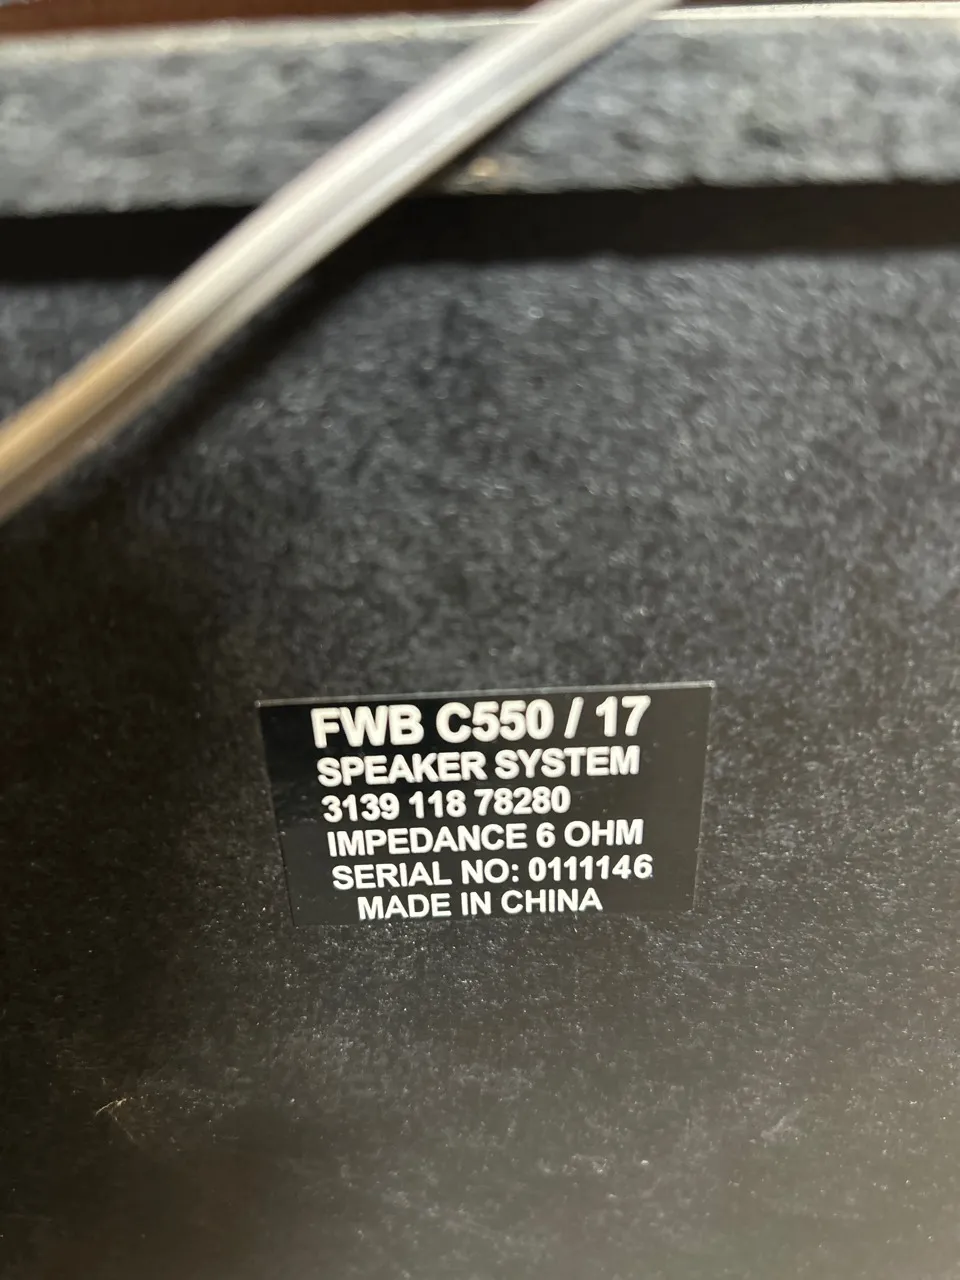 FWB C550 / 17
SPEAKER SYSTEM
3139 118 78280
IMPEDANCE 6 OHM
SERIAL NO: 0111146
MADE IN CHINA